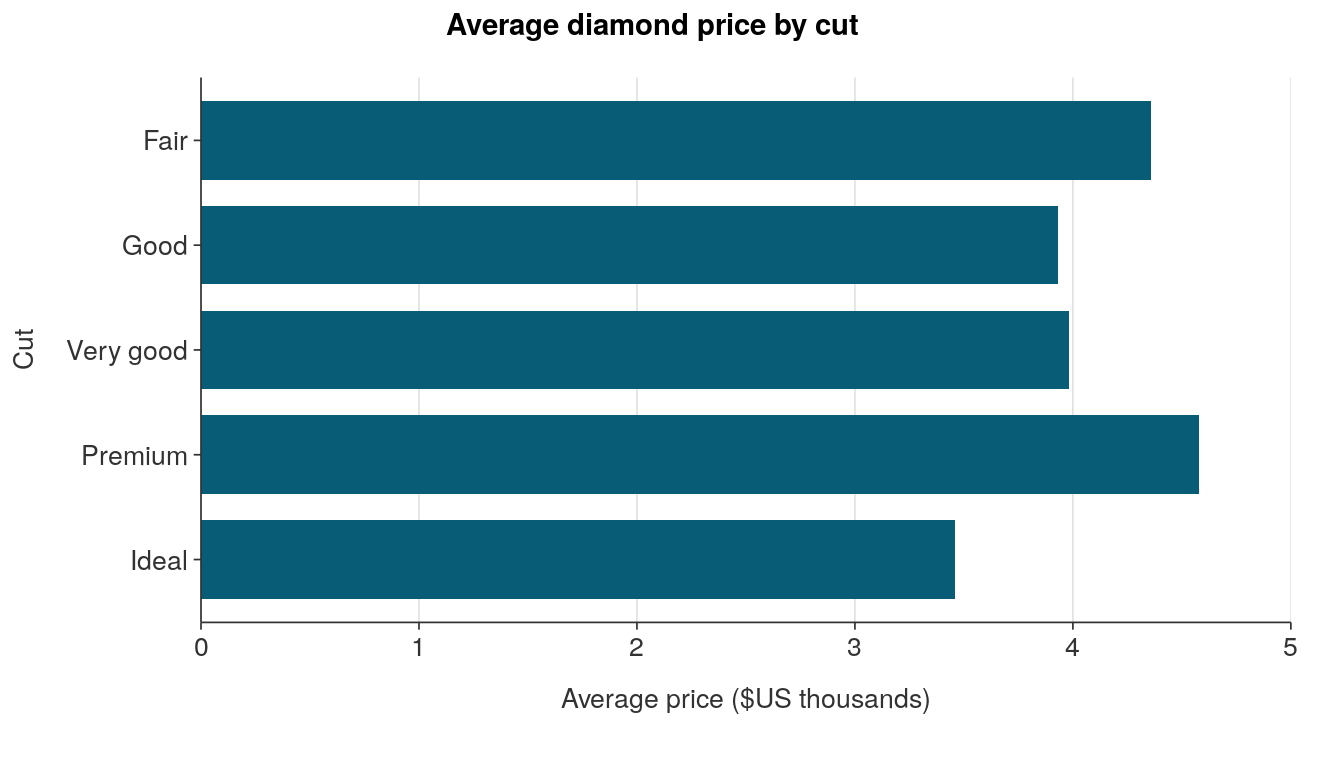 Average diamond price by cut
Fair
Good
Very good
Premium
Ideal
Cut
0 1 2 3 4 5
Average price ($US thousands)